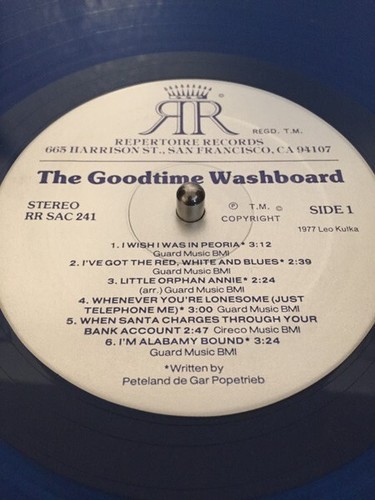 RR
REGD. T.M.
REPERTOIRE RECORDS
665 HARRISON ST., SAN FRANCISCO, CA 94107
The Goodtime Washboard
STEREO
RR SAC 241
Ⓟ T.M. ©
COPYRIGHT
SIDE 1
1977 Leo Kulka
1. I WISH I WAS IN PEORIA* 3:12
Guard Music BMI
2. I'VE GOT THE RED, WHITE AND BLUES* 2:39
Guard Music BMI
3. LITTLE ORPHAN ANNIE* 2:24
(arr.) Guard Music BMI
4. WHENEVER YOU'RE LONESOME (JUST
TELEPHONE ME)* 3:00 Guard Music BMI
5. WHEN SANTA CHARGES THROUGH YOUR
BANK ACCOUNT 2:47 Cireco Music BMI
6. I'M ALABAMY BOUND* 3:24
Guard Music BMI
*Written by
Peteland de Gar Popetrieb